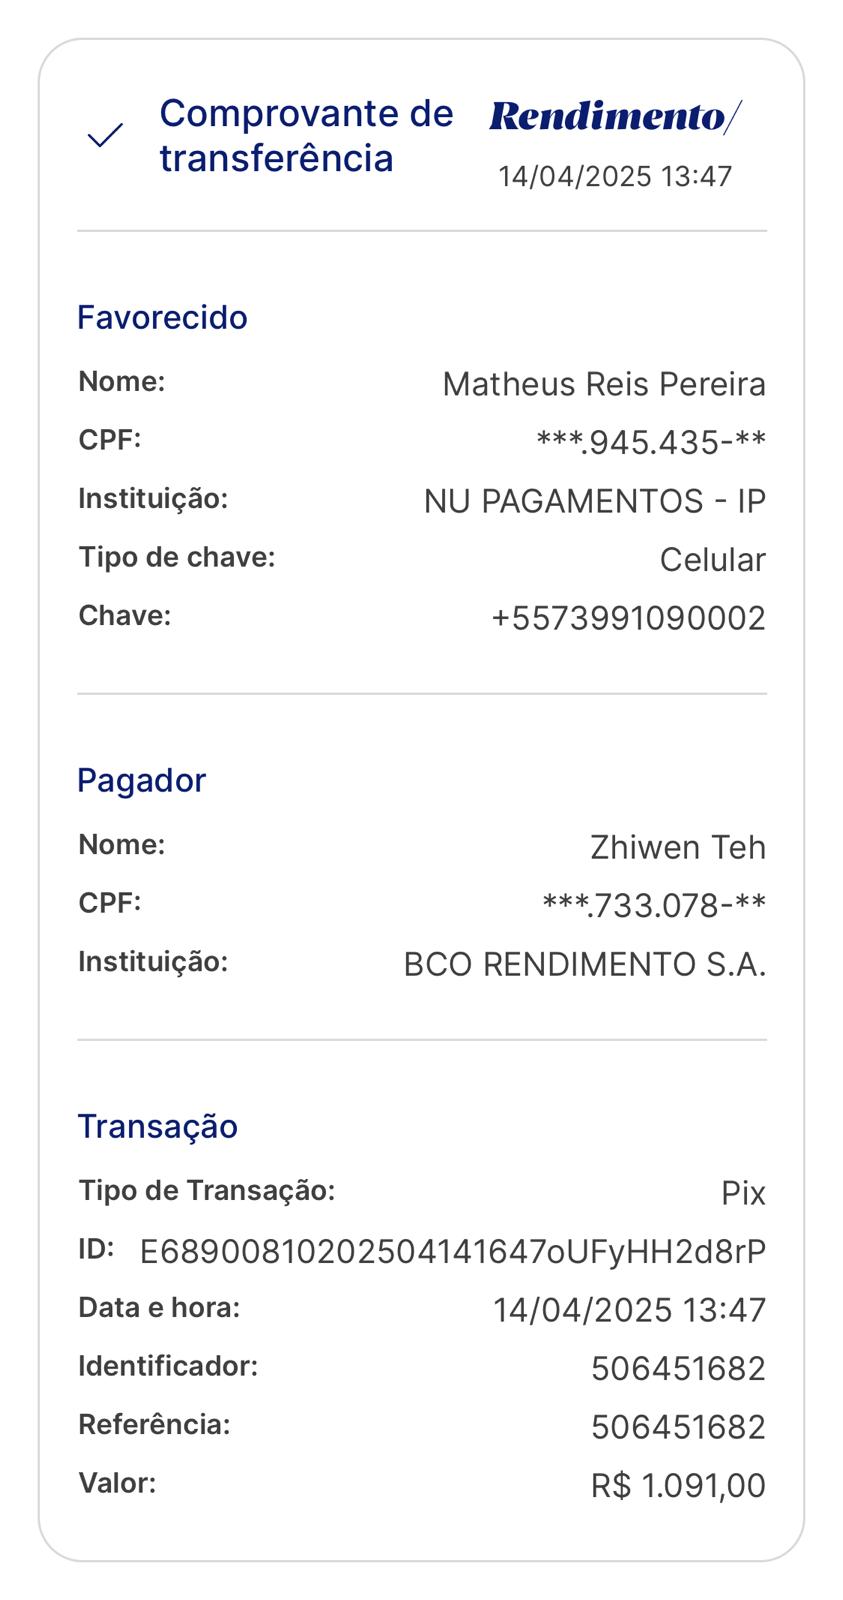 Comprovante de
transferência
Rendimento/
14/04/2025 13:47
Favorecido
Nome: Matheus Reis Pereira
CPF: ***.945.435-**
Instituição: NU PAGAMENTOS - IP
Tipo de chave: Celular
Chave: +5573991090002
Pagador
Nome: Zhiwen Teh
CPF: ***.733.078-**
Instituição: BCO RENDIMENTO S.A.
Transação
Tipo de Transação: Pix
ID: E68900810202504141647oUFyHH2d8rP
Data e hora: 14/04/2025 13:47
Identificador: 506451682
Referência: 506451682
Valor: R$ 1.091,00